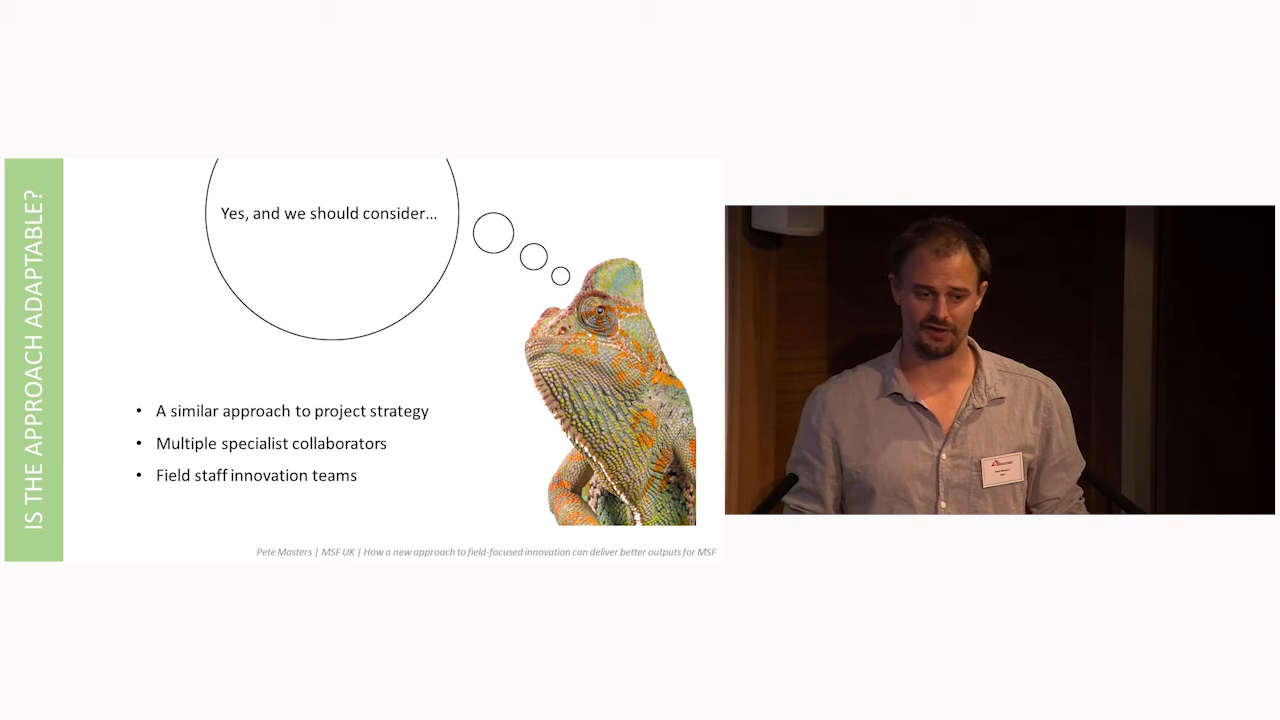 IS THE APPROACH ADAPTABLE?
Yes, and we should consider...
• A similar approach to project strategy
• Multiple specialist collaborators
• Field staff innovation teams
Pete Masters | MSF UK | How a new approach to field-focused innovation can deliver better outputs for MSF